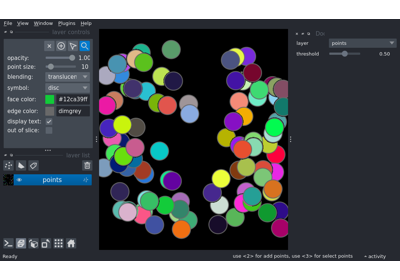 File View Plugins Window Help
layer controls
opacity: 1.00
point size: 10
blending: translucen
symbol: disc
face color: #12ca39ff
edge color: dimgrey
display text:
out of slice:
layer list
points
layer points
threshold 0.50
Ready
use <2> for add points, use <3> for select points
activity